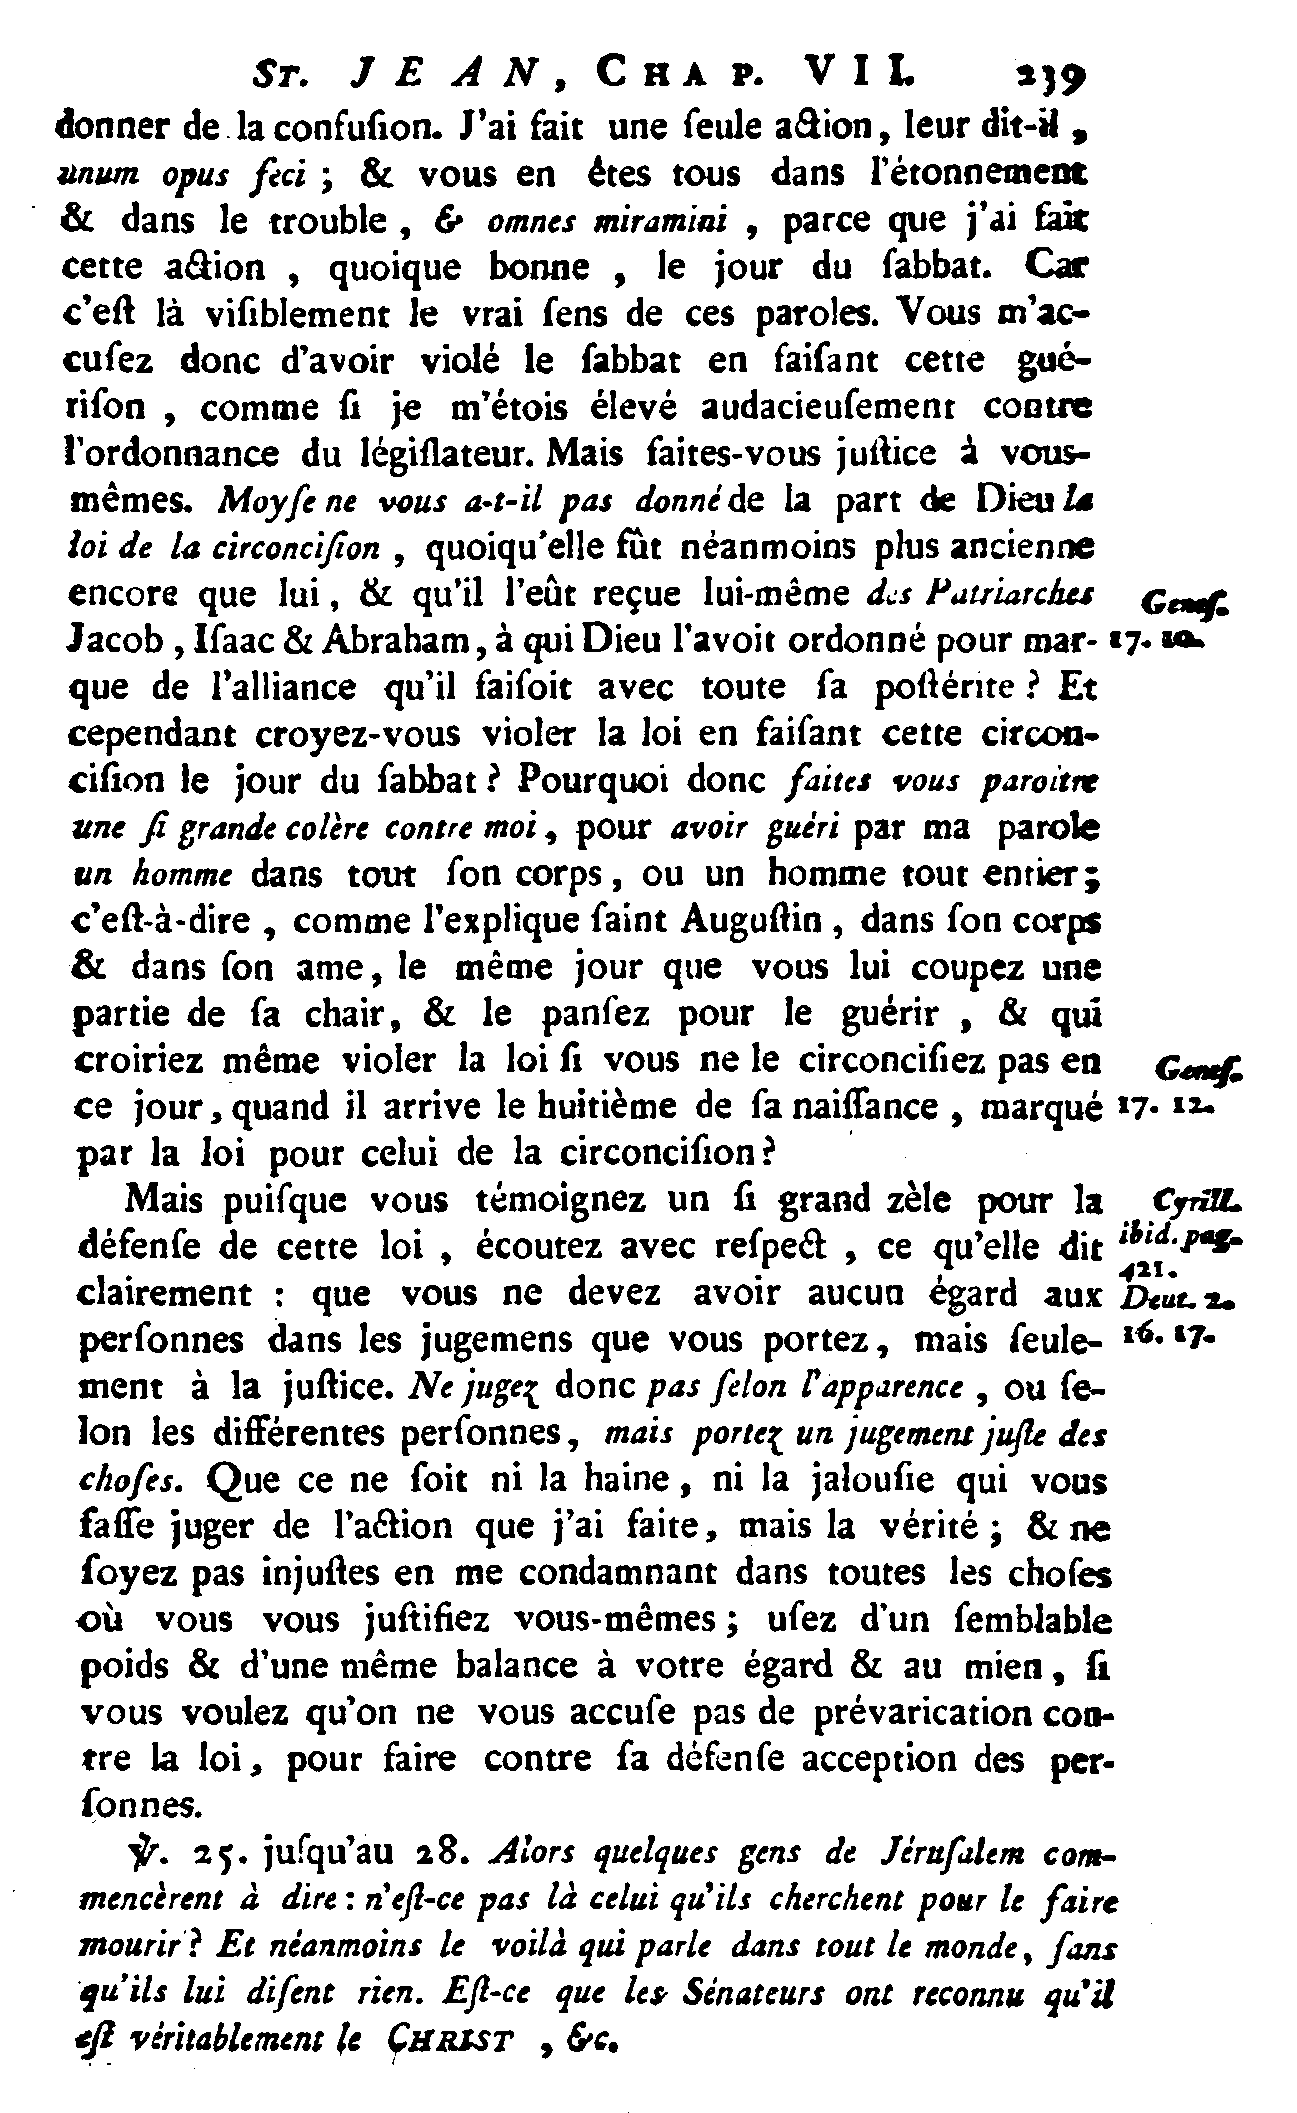 St. JEAN, CHAP. VII. 239
donner de la confuſion. J'ai fait une ſeule action, leur dit-il,
unum opus feci ; & vous en êtes tous dans l'étonnement
& dans le trouble, & omnes miramini, parce que j'ai fait
cette action, quoique bonne, le jour du ſabbat. Car
c'eſt là viſiblement le vrai ſens de ces paroles. Vous m'ac-
cuſez donc d'avoir violé le ſabbat en faiſant cette gué-
riſon, comme ſi je m'étois élevé audacieuſement contre
l'ordonnance du légiſlateur. Mais faites-vous juſtice à vous-
mêmes. Moyſe ne vous a-t-il pas donné de la part de Dieu la
loi de la circonciſion, quoiqu'elle fût néanmoins plus ancienne
encore que lui, & qu'il l'eût reçue lui-même des Patriarches
Geneſ.
Jacob, Iſaac & Abraham, à qui Dieu l'avoit ordonné pour mar-
17. 10.
que de l'alliance qu'il faiſoit avec toute ſa poſtérite ? Et
cependant croyez-vous violer la loi en faiſant cette circon-
ciſion le jour du ſabbat ? Pourquoi donc faites vous paroitre
une ſi grande colère contre moi, pour avoir guéri par ma parole
un homme dans tout ſon corps, ou un homme tout entier;
c'eſt-à-dire, comme l'explique ſaint Auguſtin, dans ſon corps
& dans ſon ame, le même jour que vous lui coupez une
partie de ſa chair, & le panſez pour le guérir, & qui
croiriez même violer la loi ſi vous ne le circonciſiez pas en
Geneſ.
ce jour, quand il arrive le huitième de ſa naiſſance, marqué
17. 12.
par la loi pour celui de la circonciſion?
Mais puiſque vous témoignez un ſi grand zèle pour la
Cyrill.
défenſe de cette loi, écoutez avec reſpect, ce qu'elle dit
ibid. pag.
421.
clairement : que vous ne devez avoir aucun égard aux
Deut. 2.
perſonnes dans les jugemens que vous portez, mais ſeule-
16. 17.
ment à la juſtice. Ne jugez donc pas ſelon l'apparence, ou ſe-
lon les différentes perſonnes, mais portez un jugement juſte des
choſes. Que ce ne ſoit ni la haine, ni la jalouſie qui vous
faſſe juger de l'action que j'ai faite, mais la vérité ; & ne
ſoyez pas injuſtes en me condamnant dans toutes les choſes
où vous vous juſtifiez vous-mêmes ; uſez d'un ſemblable
poids & d'une même balance à votre égard & au mien, ſi
vous voulez qu'on ne vous accuſe pas de prévarication con-
tre la loi, pour faire contre ſa défenſe acception des per-
ſonnes.
℣. 25. juſqu'au 28. Alors quelques gens de Jéruſalem com-
mencèrent à dire : n'eſt-ce pas là celui qu'ils cherchent pour le faire
mourir ? Et néanmoins le voilà qui parle dans tout le monde, ſans
qu'ils lui diſent rien. Eſt-ce que les Sénateurs ont reconnu qu'il
eſt véritablement le CHRIST, &c.